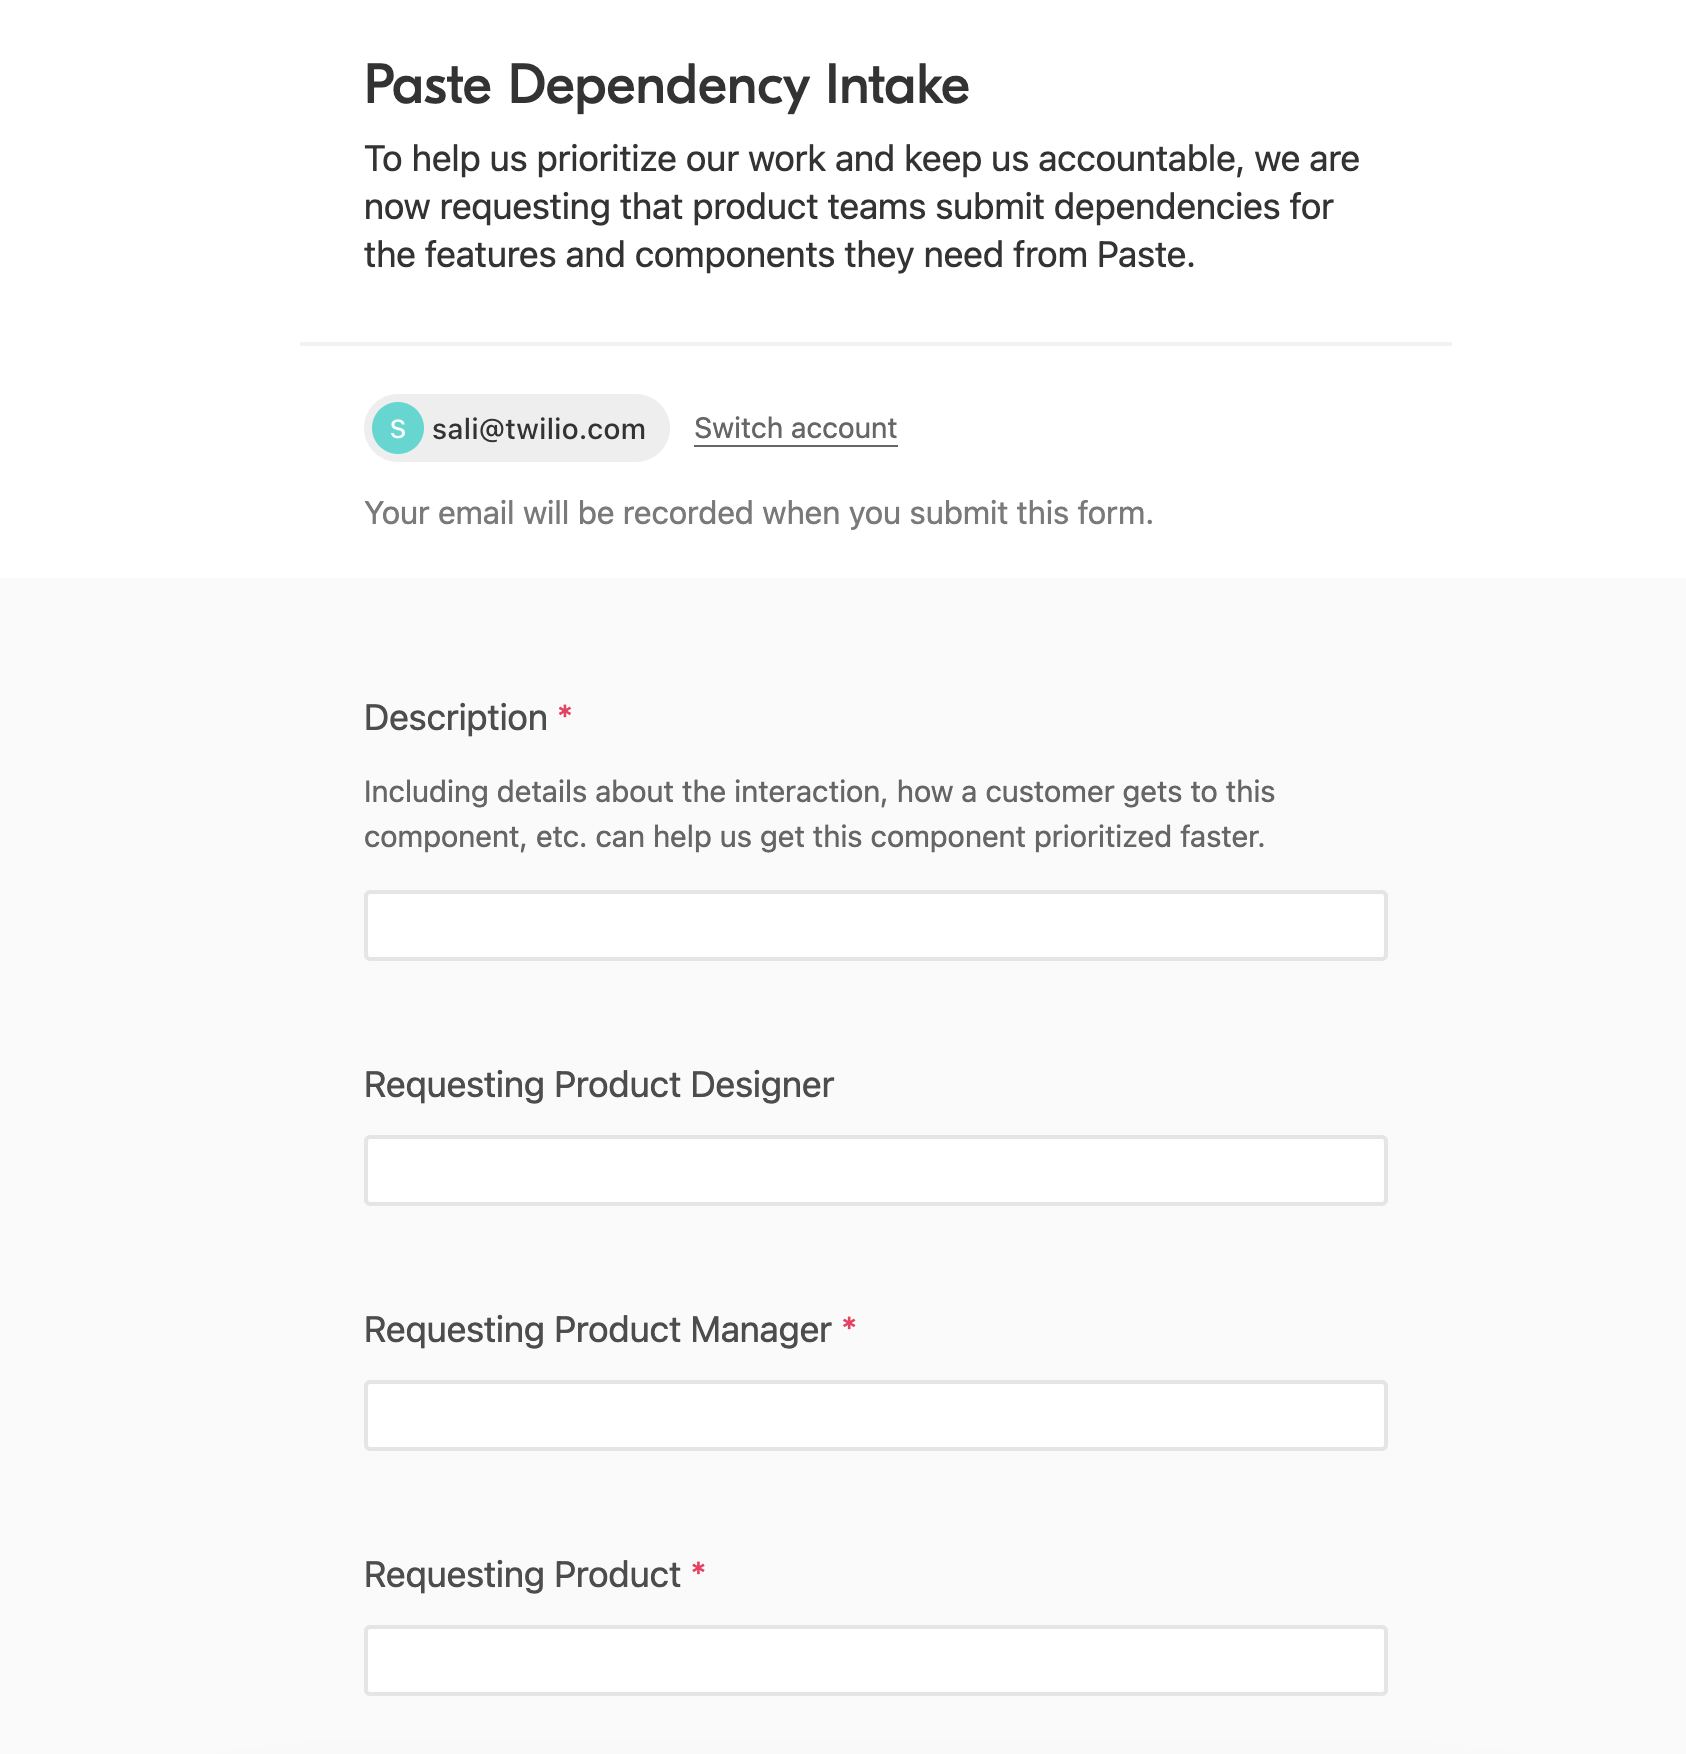 Paste Dependency Intake
To help us prioritize our work and keep us accountable, we are
now requesting that product teams submit dependencies for
the features and components they need from Paste.
S sali@twilio.com Switch account
Your email will be recorded when you submit this form.
Description *
Including details about the interaction, how a customer gets to this
component, etc. can help us get this component prioritized faster.
Requesting Product Designer
Requesting Product Manager *
Requesting Product *